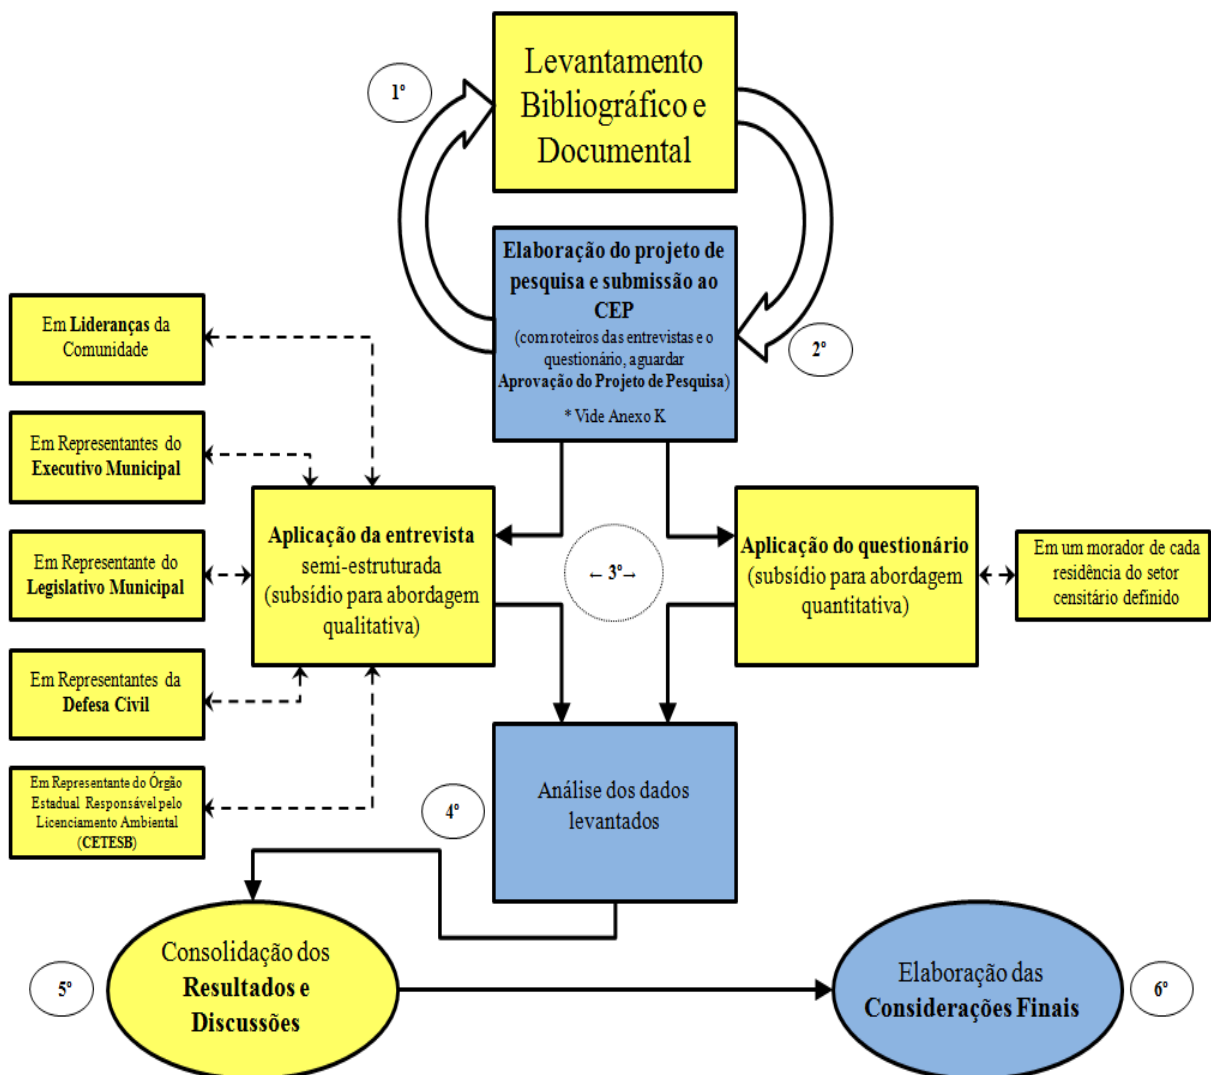 1º
Levantamento
Bibliográfico e
Documental
Elaboração do projeto de
pesquisa e submissão ao
CEP
(com roteiros das entrevistas e o
questionário, aguardar
Aprovação do Projeto de Pesquisa)
* Vide Anexo K
2º
Em Lideranças da
Comunidade
Em Representantes do
Executivo Municipal
Em Representante do
Legislativo Municipal
Em Representantes da
Defesa Civil
Em Representante do Órgão
Estadual Responsável pelo
Licenciamento Ambiental
(CETESB)
Aplicação da entrevista
semi-estruturada
(subsídio para abordagem
qualitativa)
← 3º→
Aplicação do questionário
(subsídio para abordagem
quantitativa)
Em um morador de cada
residência do setor
censitário definido
4º
Análise dos dados
levantados
5º
Consolidação dos
Resultados e
Discussões
Elaboração das
Considerações Finais
6º